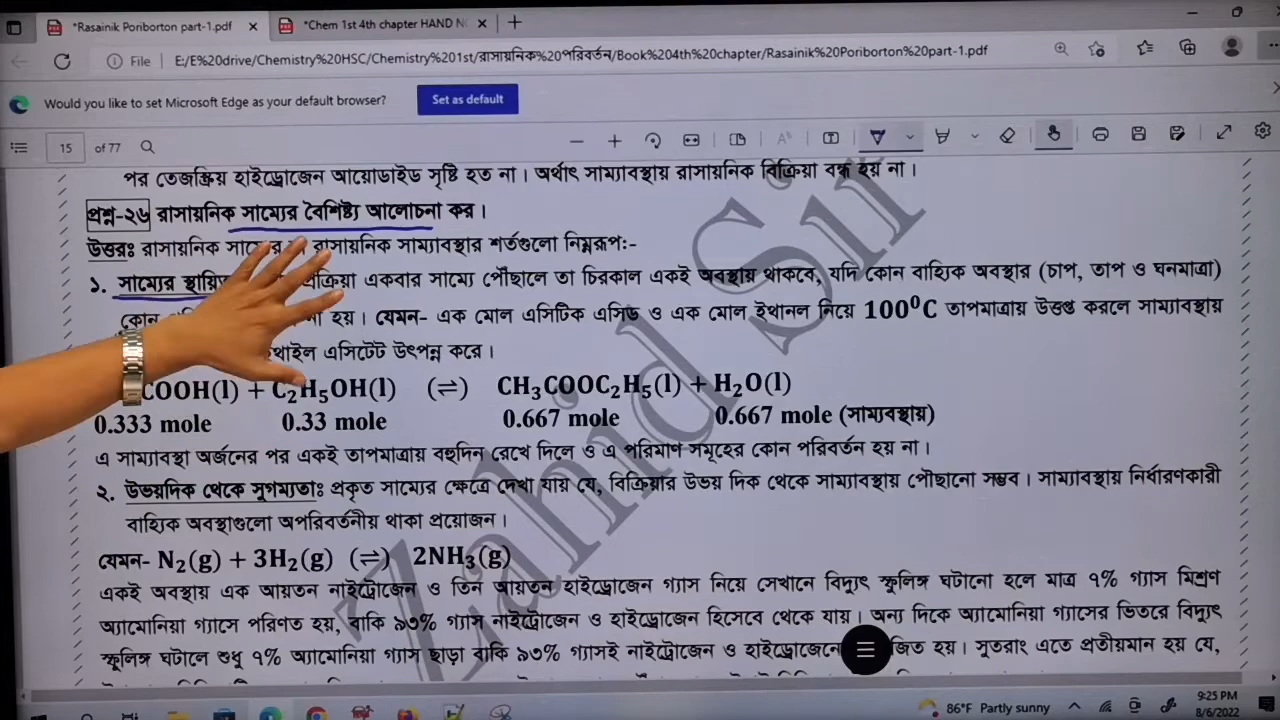 *Rasainik Poriborton part-1.pdf
*Chem 1st 4th chapter HAND NO
File
E:/E%20drive/Chemistry%20HSC/Chemistry%201st/রাসায়নিক%20পরিবর্তন/Book%204th%20chapter/Rasainik%20Poriborton%20part-1.pdf
Would you like to set Microsoft Edge as your default browser?
Set as default
15 of 77
পর তেজষ্ক্রিয় হাইড্রোজেন আয়োডাইড সৃষ্টি হত না। অর্থাৎ সাম্যাবস্থায় রাসায়নিক বিক্রিয়া বন্ধ হয় না।
প্রশ্ন-২৬ রাসায়নিক সাম্যের বৈশিষ্ট্য আলোচনা কর।
উত্তরঃ রাসায়নিক রাসায়নিক সাম্যাবস্থার শর্তগুলো নিম্নরূপঃ-
১. সাম্যের একবার সাম্যে পৌছালে তা চিরকাল একই অবস্থায় থাকবে, যদি কোন বাহ্যিক অবস্থার (চাপ, তাপ ও ঘনমাত্রা)
কোন হয়। যেমন- এক মোল এসিটিক এসিড ও এক মোল ইথানল নিয়ে 100⁰C তাপমাত্রায় উত্তপ্ত করলে সাম্যাবস্থায়
এসিটেট উৎপন্ন করে।
COOH(l) + C₂H₅OH(l) (⇌) CH₃COOC₂H₅(l) + H₂O(l)
0.333 mole 0.33 mole 0.667 mole 0.667 mole (সাম্যবস্থায়)
এ সাম্যাবস্থা অর্জনের পর একই তাপমাত্রায় বহুদিন রেখে দিলে ও এ পরিমাণ সমূহের কোন পরিবর্তন হয় না।
২. উভয়দিক থেকে সুগম্যতাঃ প্রকৃত সাম্যের ক্ষেত্রে দেখা যায় যে, বিক্রিয়ার উভয় দিক থেকে সাম্যাবস্থায় পৌছানো সম্ভব। সাম্যাবস্থায় নির্ধারণকারী
বাহ্যিক অবস্থাগুলো অপরিবর্তনীয় থাকা প্রয়োজন।
যেমন- N₂(g) + 3H₂(g) (⇌) 2NH₃(g)
একই অবস্থায় এক আয়তন নাইট্রোজেন ও তিন আয়তন হাইড্রোজেন গ্যাস নিয়ে সেখানে বিদ্যুৎ স্ফুলিঙ্গ ঘটানো হলে মাত্র ৭% গ্যাস মিশ্রণ
অ্যামোনিয়া গ্যাসে পরিণত হয়, বাকি ৯৩% গ্যাস নাইট্রোজেন ও হাইড্রোজেন হিসেবে থেকে যায়। অন্য দিকে অ্যামোনিয়া গ্যাসের ভিতরে বিদ্যুৎ
স্ফুলিঙ্গ ঘটালে শুধু ৭% অ্যামোনিয়া গ্যাস ছাড়া বাকি ৯৩% গ্যাসই নাইট্রোজেন ও হাইড্রোজেনে জিত হয়। সুতরাং এতে প্রতীয়মান হয় যে,
Zahid Sir
86°F Partly sunny
9:25 PM
8/6/2022